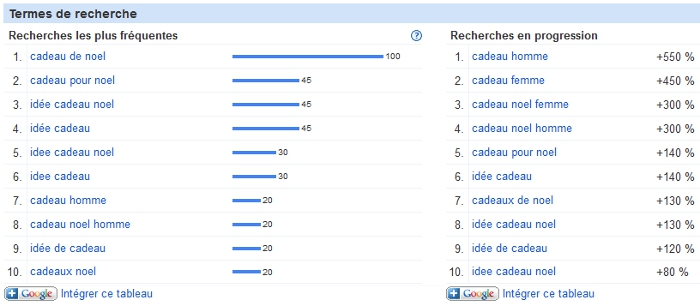 Termes de recherche
Recherches les plus fréquentes
?
1. cadeau de noel 100
2. cadeau pour noel 45
3. idée cadeau noel 45
4. idée cadeau 45
5. idee cadeau noel 30
6. idee cadeau 30
7. cadeau homme 20
8. cadeau noel homme 20
9. idée de cadeau 20
10. cadeaux noel 20
+ Google Intégrer ce tableau
Recherches en progression
1. cadeau homme +550 %
2. cadeau femme +450 %
3. cadeau noel femme +300 %
4. cadeau noel homme +300 %
5. cadeau pour noel +140 %
6. idée cadeau +140 %
7. cadeaux de noel +130 %
8. idée cadeau noel +130 %
9. idée de cadeau +120 %
10. idee cadeau noel +80 %
+ Google Intégrer ce tableau